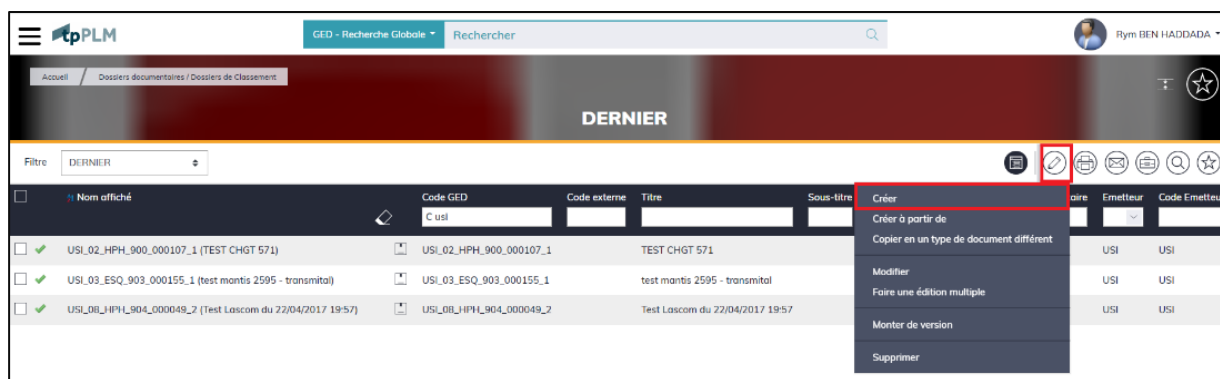 tpPLM GED - Recherche Globale Rechercher Rym BEN HADDADA
Accueil / Dossiers documentaires / Dossiers de Classement
DERNIER
Filtre DERNIER
Nom affiché Code GED Code externe Titre Sous-titre aire Emetteur Code Emetteu
C usi
Créer
Créer à partir de
Copier en un type de document différent
Modifier
Faire une édition multiple
Monter de version
Supprimer
USI_02_HPH_900_000107_1 (TEST CHGT 571) USI_02_HPH_900_000107_1 TEST CHGT 571 USI USI
USI_03_ESQ_903_000155_1 (test mantis 2595 - transmital) USI_03_ESQ_903_000155_1 test mantis 2595 - transmital USI USI
USI_08_HPH_904_000049_2 (Test Lascom du 22/04/2017 19:57) USI_08_HPH_904_000049_2 Test Lascom du 22/04/2017 19:57 USI USI